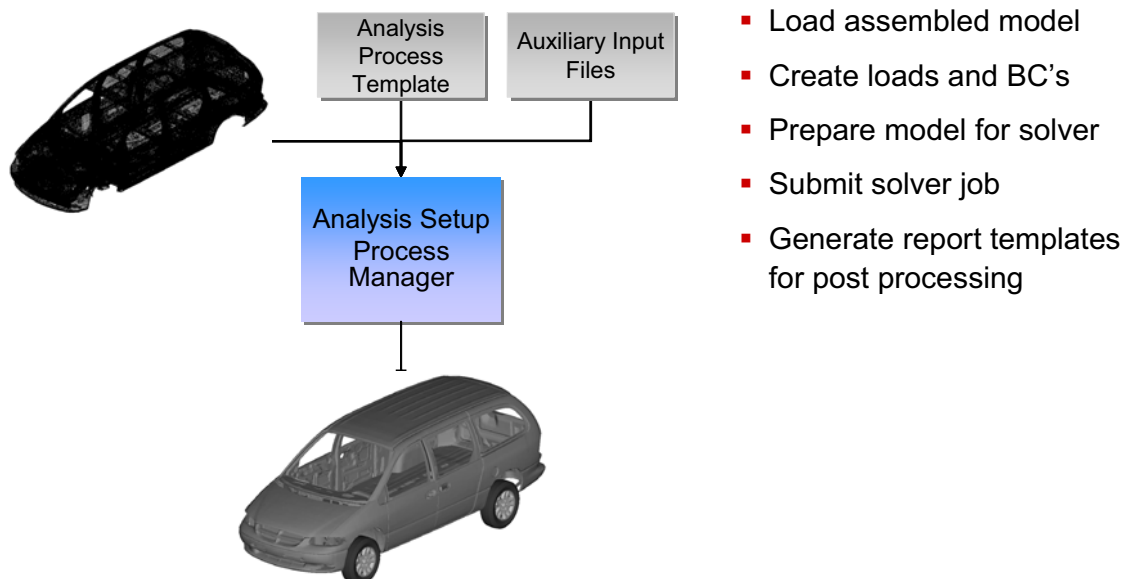 Analysis
Process
Template
Auxiliary Input
Files
Analysis Setup
Process
Manager
▪ Load assembled model
▪ Create loads and BC’s
▪ Prepare model for solver
▪ Submit solver job
▪ Generate report templates
for post processing